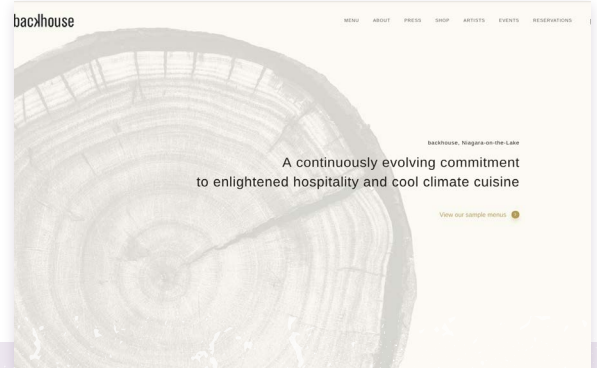 backhouse
MENU ABOUT PRESS SHOP ARTISTS EVENTS RESERVATIONS
backhouse, Niagara-on-the-Lake
A continuously evolving commitment
to enlightened hospitality and cool climate cuisine
View our sample menus